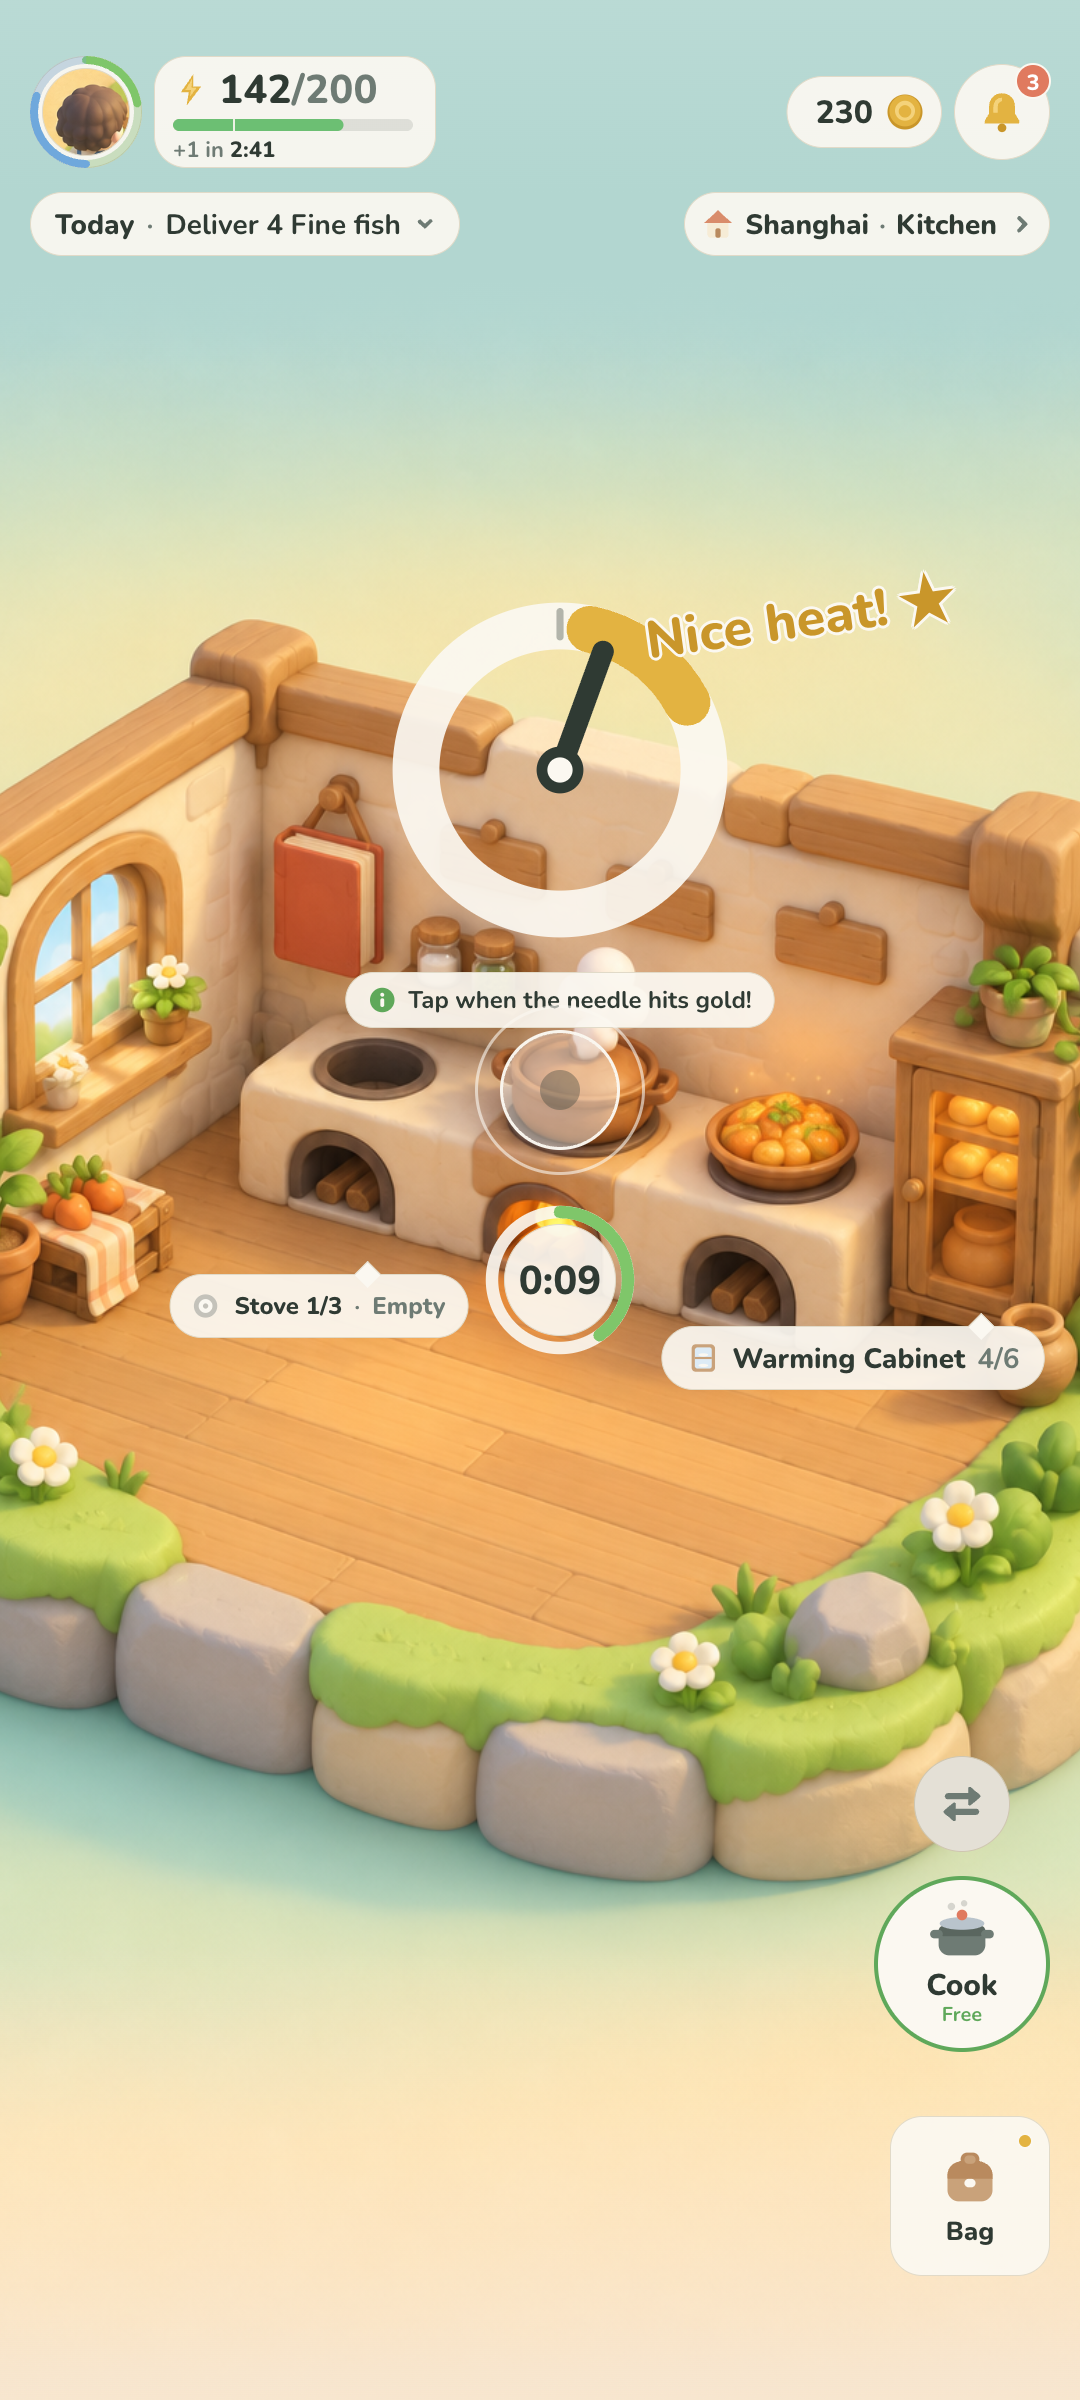 142/200
+1 in 2:41
230
3
Today · Deliver 4 Fine fish
Shanghai · Kitchen
Nice heat!
Tap when the needle hits gold!
0:09
Stove 1/3 · Empty
Warming Cabinet 4/6
Cook
Free
Bag